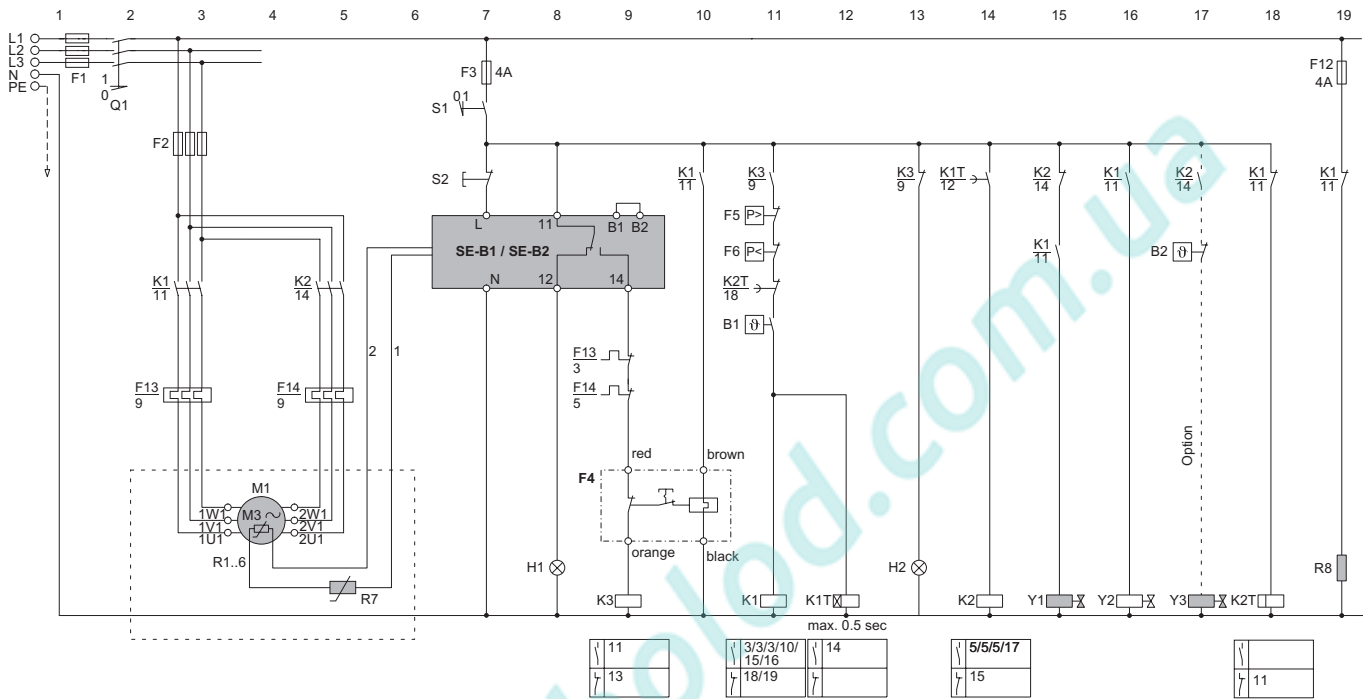 1 2 3 4 5 6 7 8 9 10 11 12 13 14 15 16 17 18 19
L1
L2
L3
N
PE
F1
1
0
Q1
F2
F3 4A
S1
01
S2
F12
4A
K1
11
K3
9
K3
9
K1T
12
K2
14
K1
11
K2
14
K1
11
K1
11
L 11 B1 B2
SE-B1 / SE-B2
N 12 14
F5 P>
F6 P<
K2T
18
B1 ϑ
K1
11
B2 ϑ
K1
11
K2
14
2 1
F13
3
F14
5
F13
9
F14
9
Option
red brown
F4
orange black
M1
M3
1W1 2W1
1V1 2V1
1U1 2U1
R1..6
R7
H1
H2
R8
K3 K1 K1T K2 Y1 Y2 Y3 K2T
max. 0.5 sec
11
13
3/3/3/10/
15/16
18/19
14
5/5/5/17
15
11
olod.com.ua